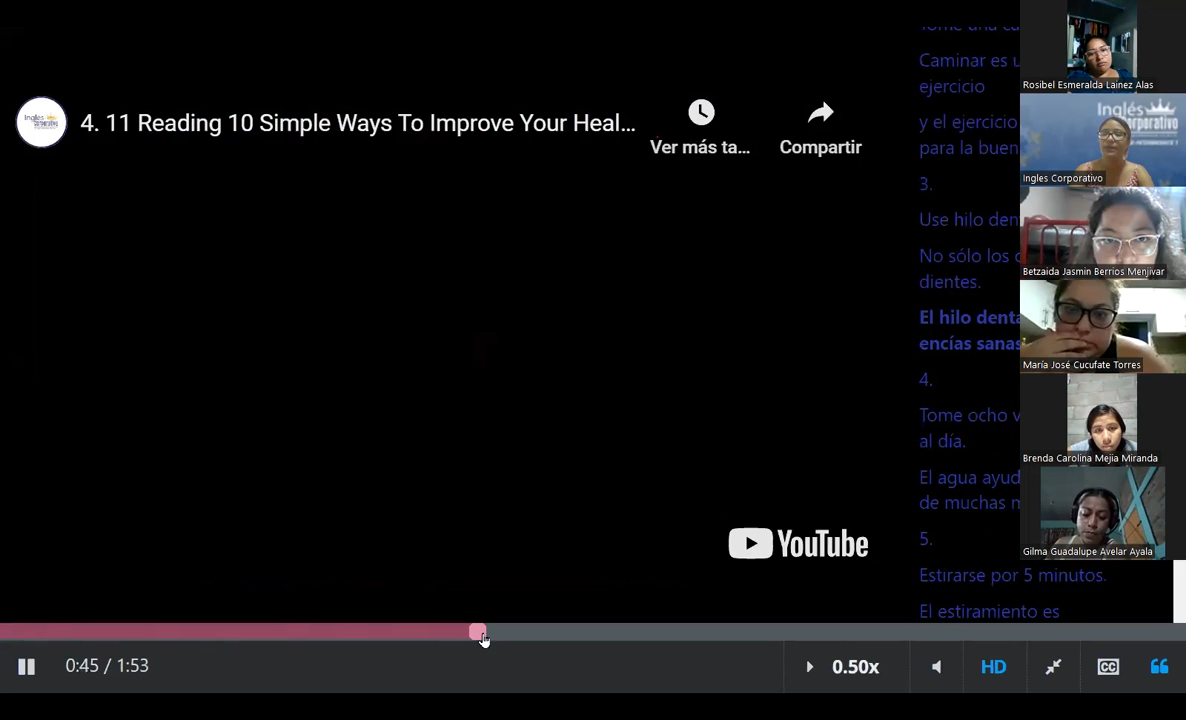 4. 11 Reading 10 Simple Ways To Improve Your Heal...
Ver más ta...
Compartir
YouTube
Caminar es u
ejercicio
y el ejercicio
para la buen
3.
Use hilo den
No sólo los d
dientes.
El hilo denta
encías sanas
4.
Tome ocho v
al día.
El agua ayud
de muchas m
5.
Estirarse por 5 minutos.
El estiramiento es
Rosibel Esmeralda Lainez Alas
Inglés
Corporativo
Ingles Corporativo
Betzaida Jasmin Berrios Menjivar
María José Cucufate Torres
Brenda Carolina Mejia Miranda
Gilma Guadalupe Avelar Ayala
0:45 / 1:53
0.50x
HD
CC